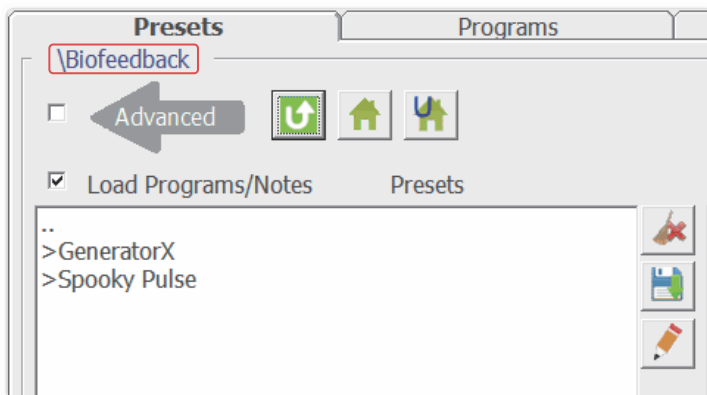 Presets Programs
\Biofeedback
Advanced
Load Programs/Notes Presets
..
>GeneratorX
>Spooky Pulse